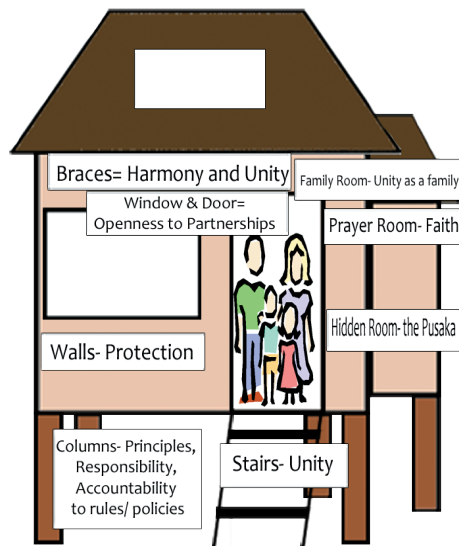 Braces= Harmony and Unity
Family Room- Unity as a family
Window & Door=
Openness to Partnerships
Prayer Room- Faith
Hidden Room- the Pusaka
Walls- Protection
Columns- Principles,
Responsibility,
Accountability
to rules/ policies
Stairs- Unity